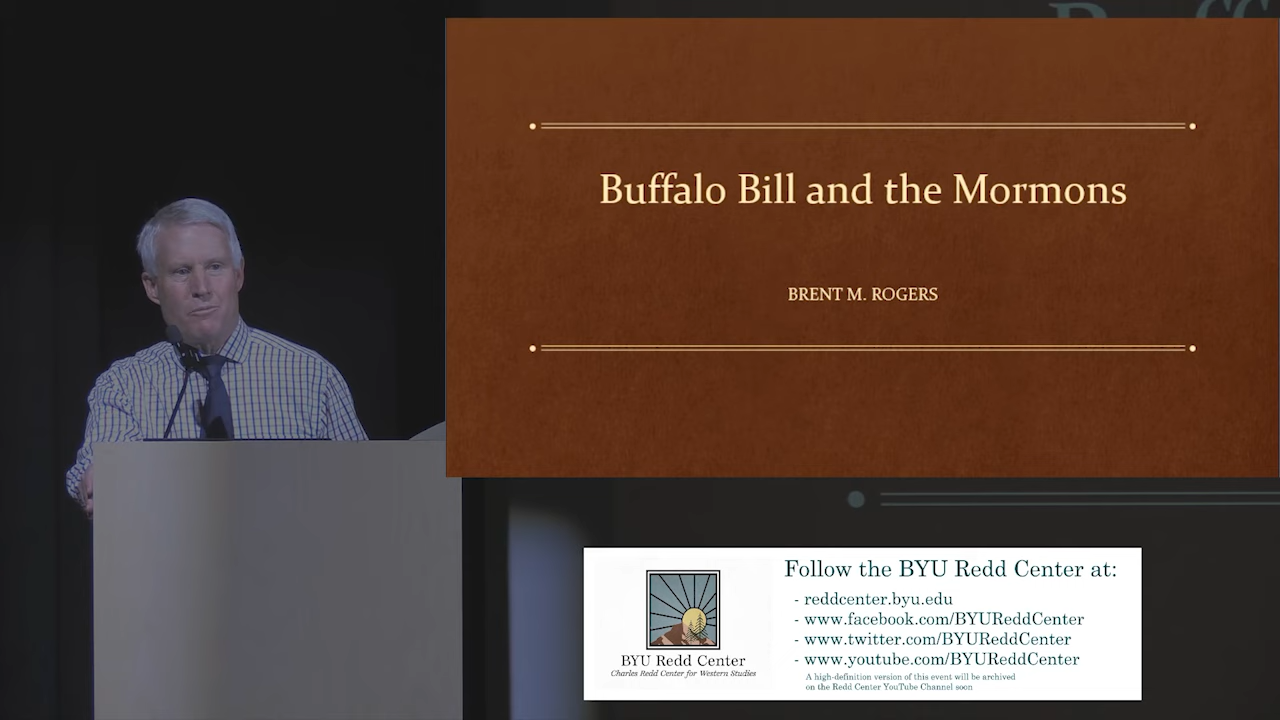 Buffalo Bill and the Mormons
BRENT M. ROGERS
Follow the BYU Redd Center at:
- reddcenter.byu.edu
- www.facebook.com/BYUReddCenter
- www.twitter.com/BYUReddCenter
- www.youtube.com/BYUReddCenter
A high-definition version of this event will be archived
on the Redd Center YouTube Channel soon
BYU Redd Center
Charles Redd Center for Western Studies